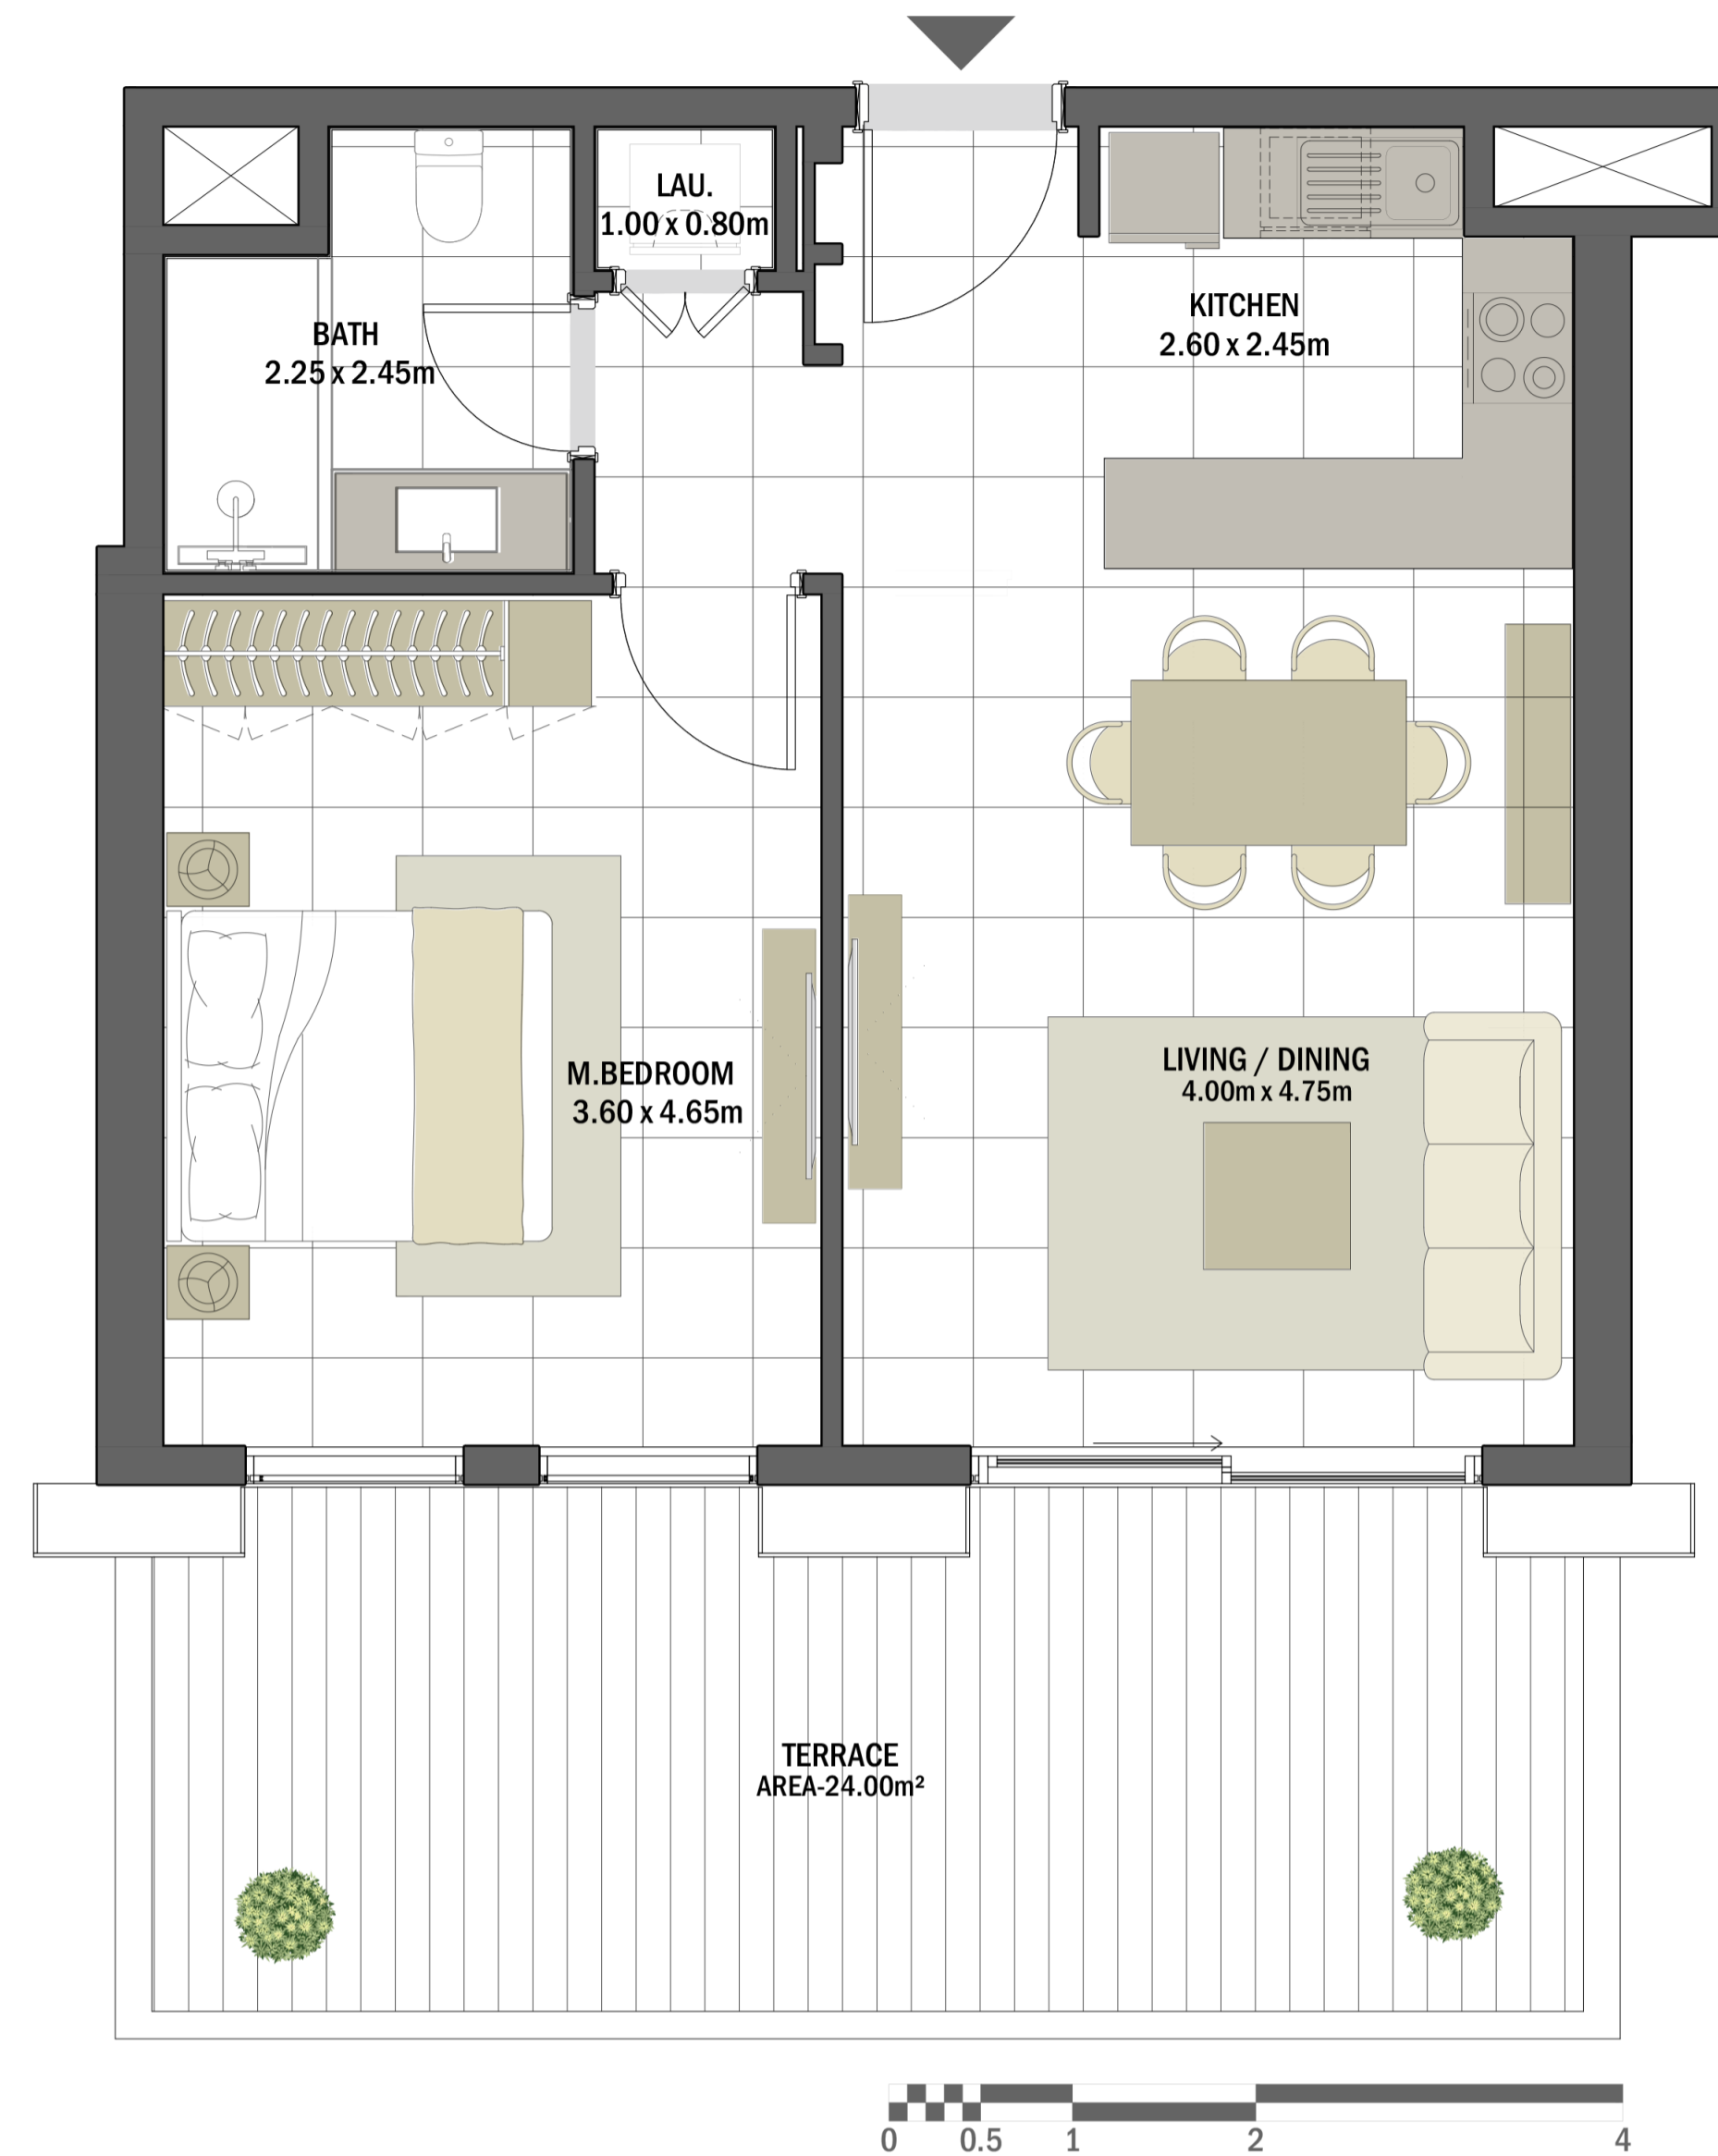 LAU.
1.00 x 0.80m
KITCHEN
2.60 x 2.45m
BATH
2.25 x 2.45m
M.BEDROOM
3.60 x 4.65m
LIVING / DINING
4.00m x 4.75m
TERRACE
AREA-24.00m²
0 0.5 1 2 4